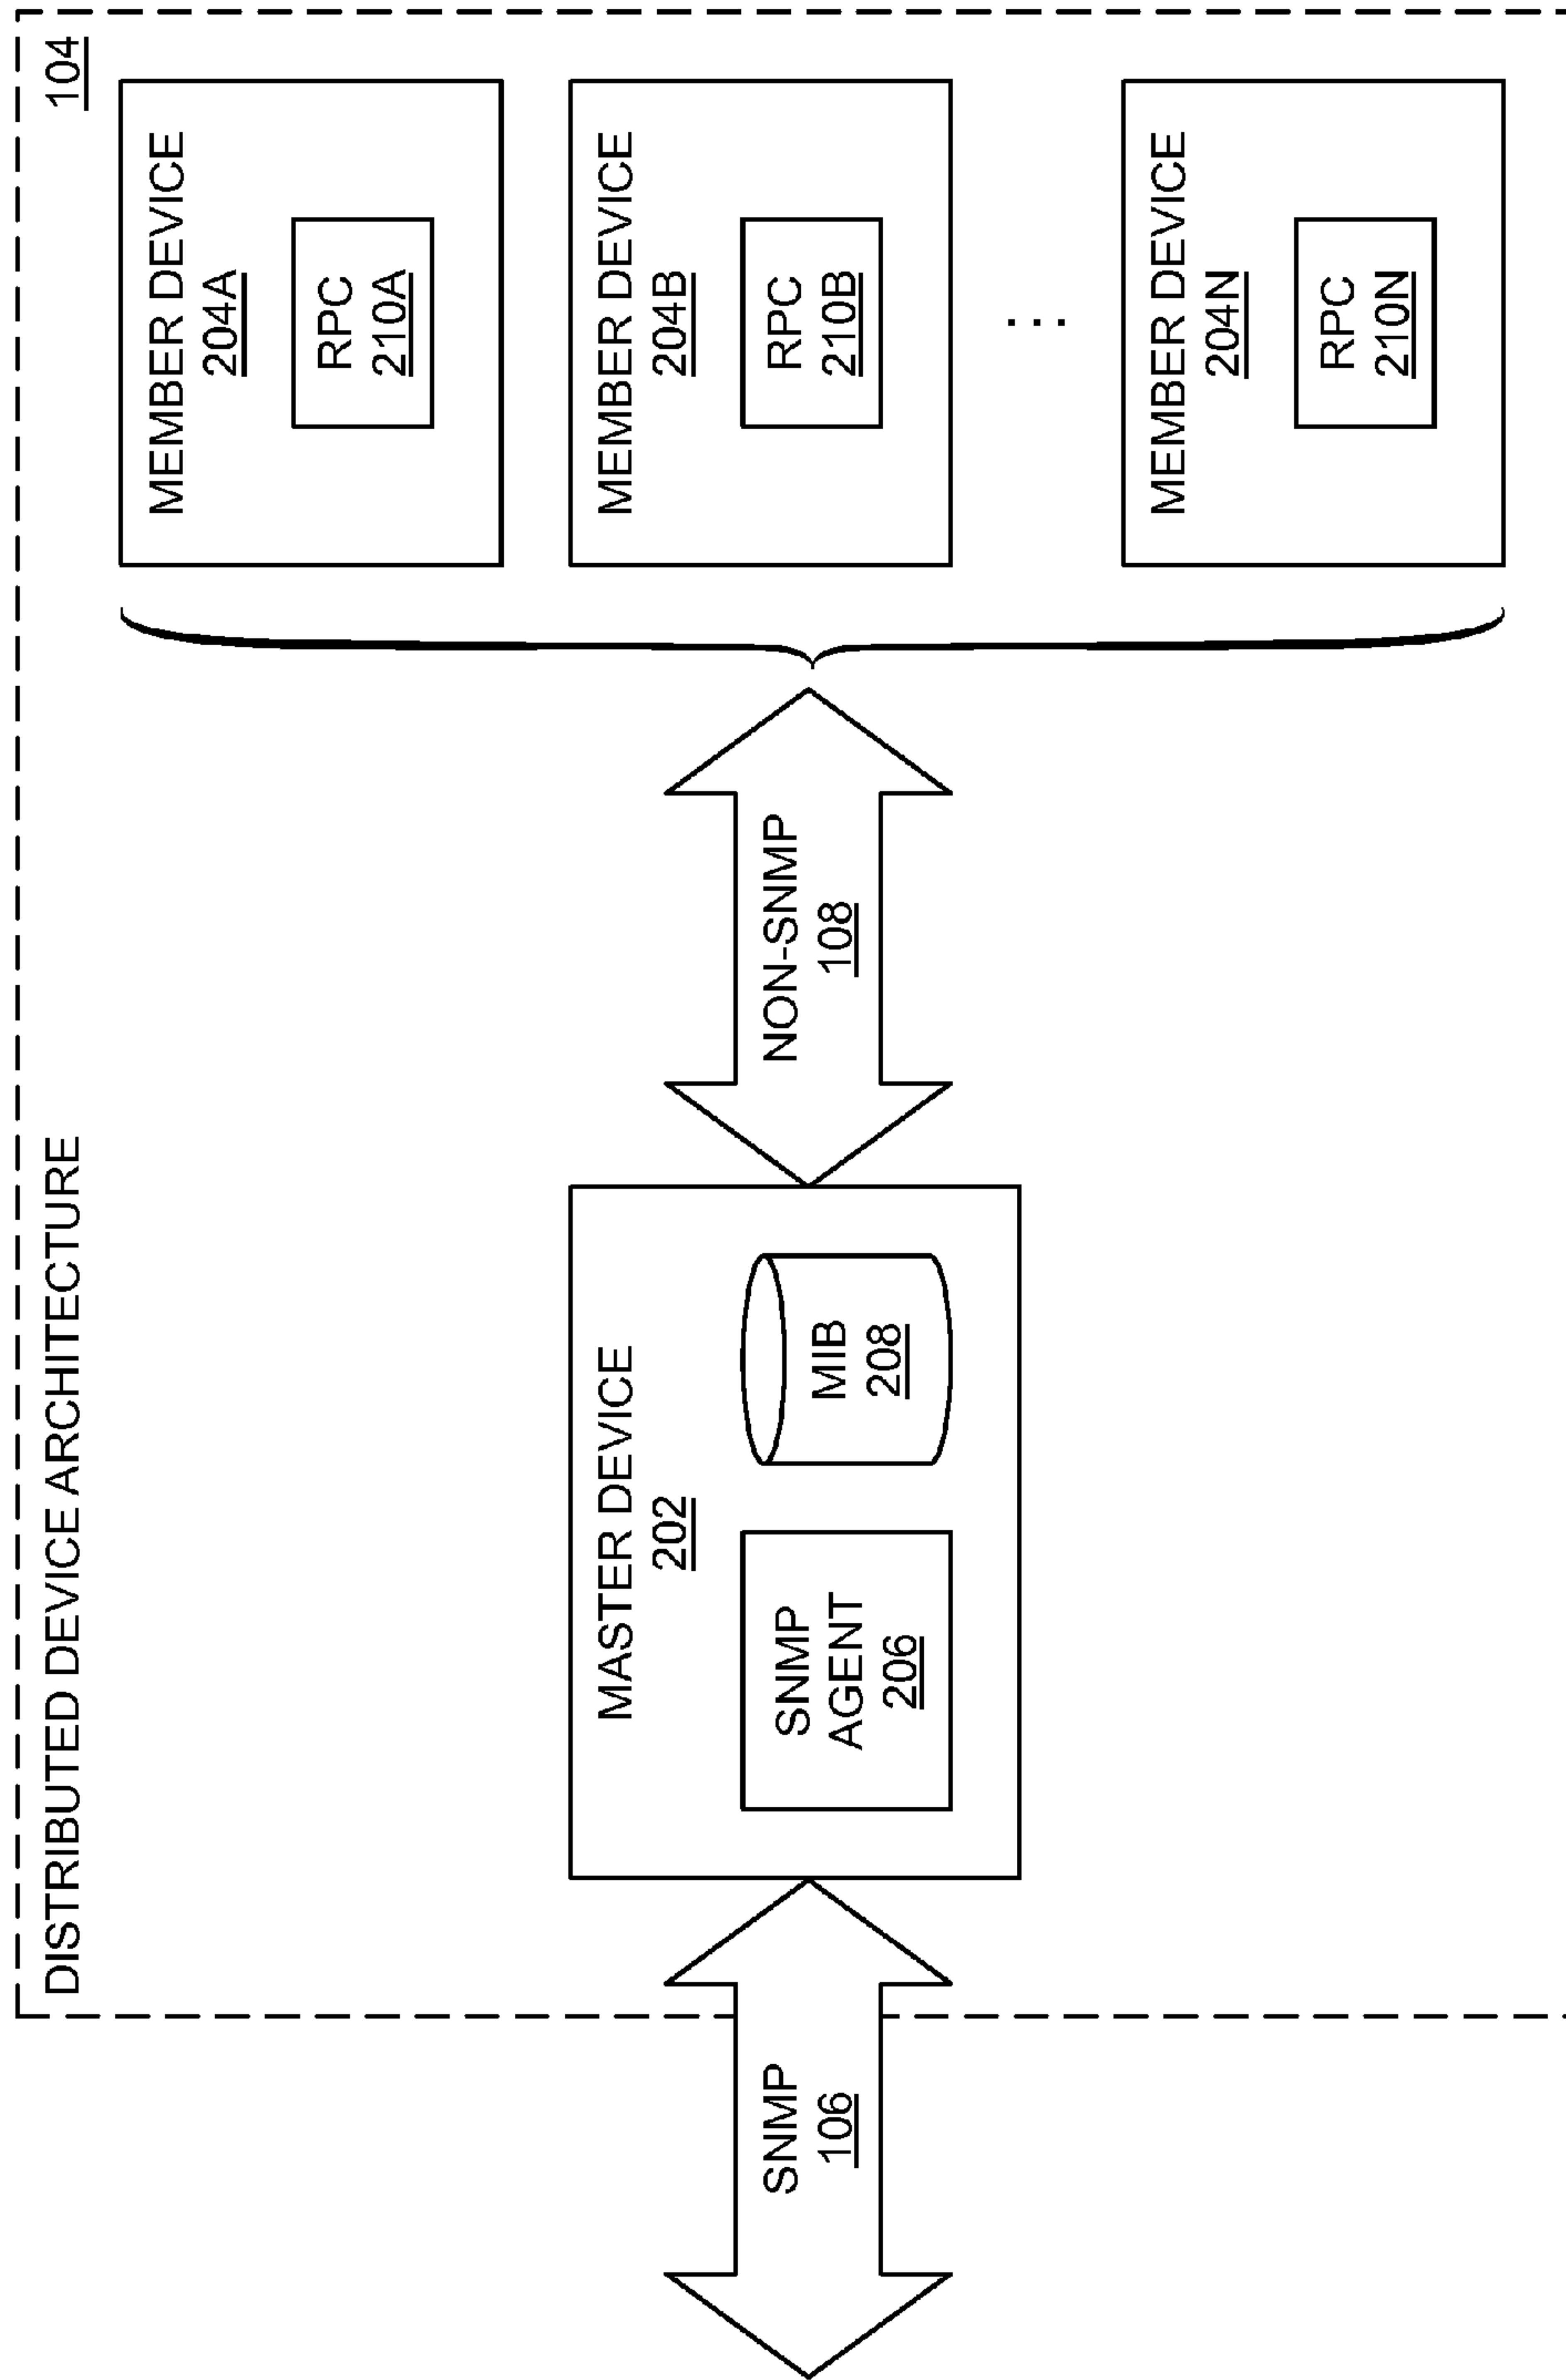 DISTRIBUTED DEVICE ARCHITECTURE
104
SNMP
106
MASTER DEVICE
202
SNMP
AGENT
206
MIB
208
NON-SNMP
108
MEMBER DEVICE
204A
RPC
210A
MEMBER DEVICE
204B
RPC
210B
...
MEMBER DEVICE
204N
RPC
210N